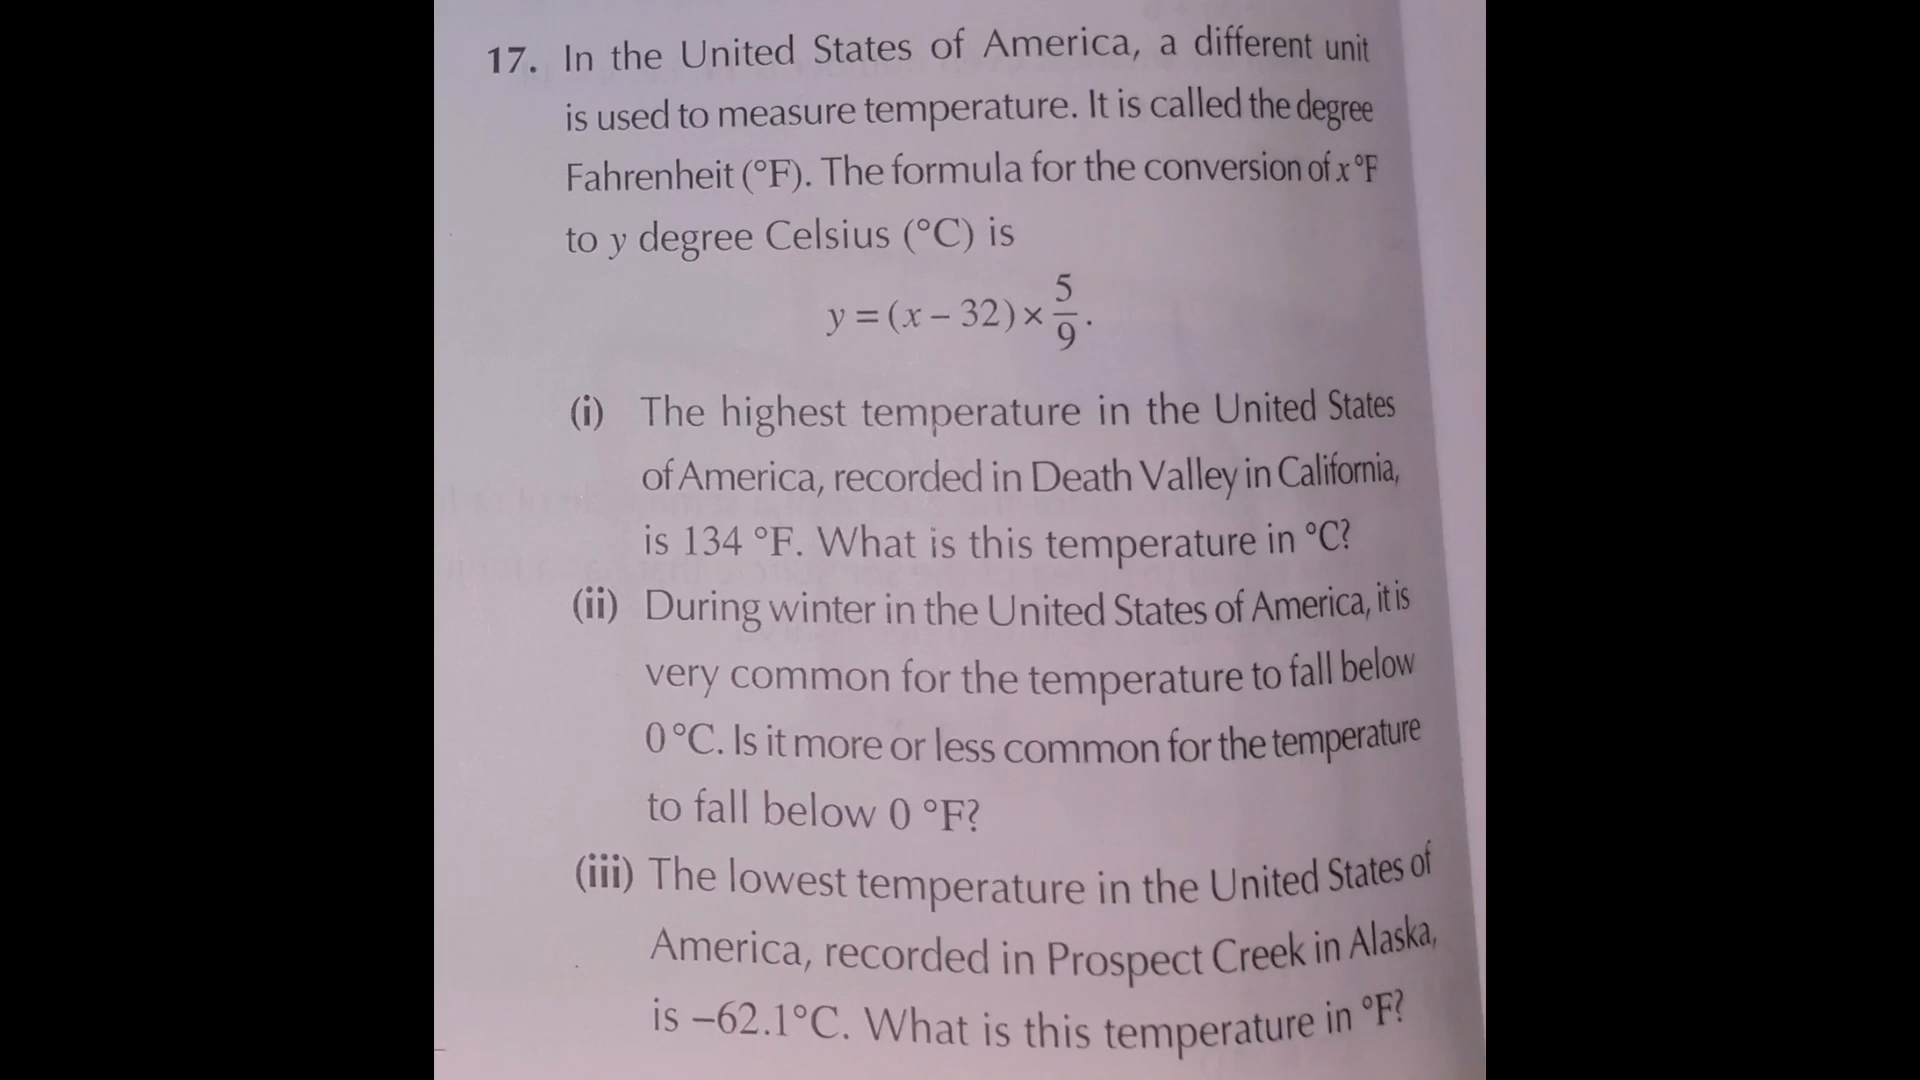 17. In the United States of America, a different unit
is used to measure temperature. It is called the degree
Fahrenheit (°F). The formula for the conversion of x °F
to y degree Celsius (°C) is
y = (x – 32) × 5/9.
(i) The highest temperature in the United States
of America, recorded in Death Valley in California,
is 134 °F. What is this temperature in °C?
(ii) During winter in the United States of America, it is
very common for the temperature to fall below
0 °C. Is it more or less common for the temperature
to fall below 0 °F?
(iii) The lowest temperature in the United States of
America, recorded in Prospect Creek in Alaska,
is –62.1°C. What is this temperature in °F?